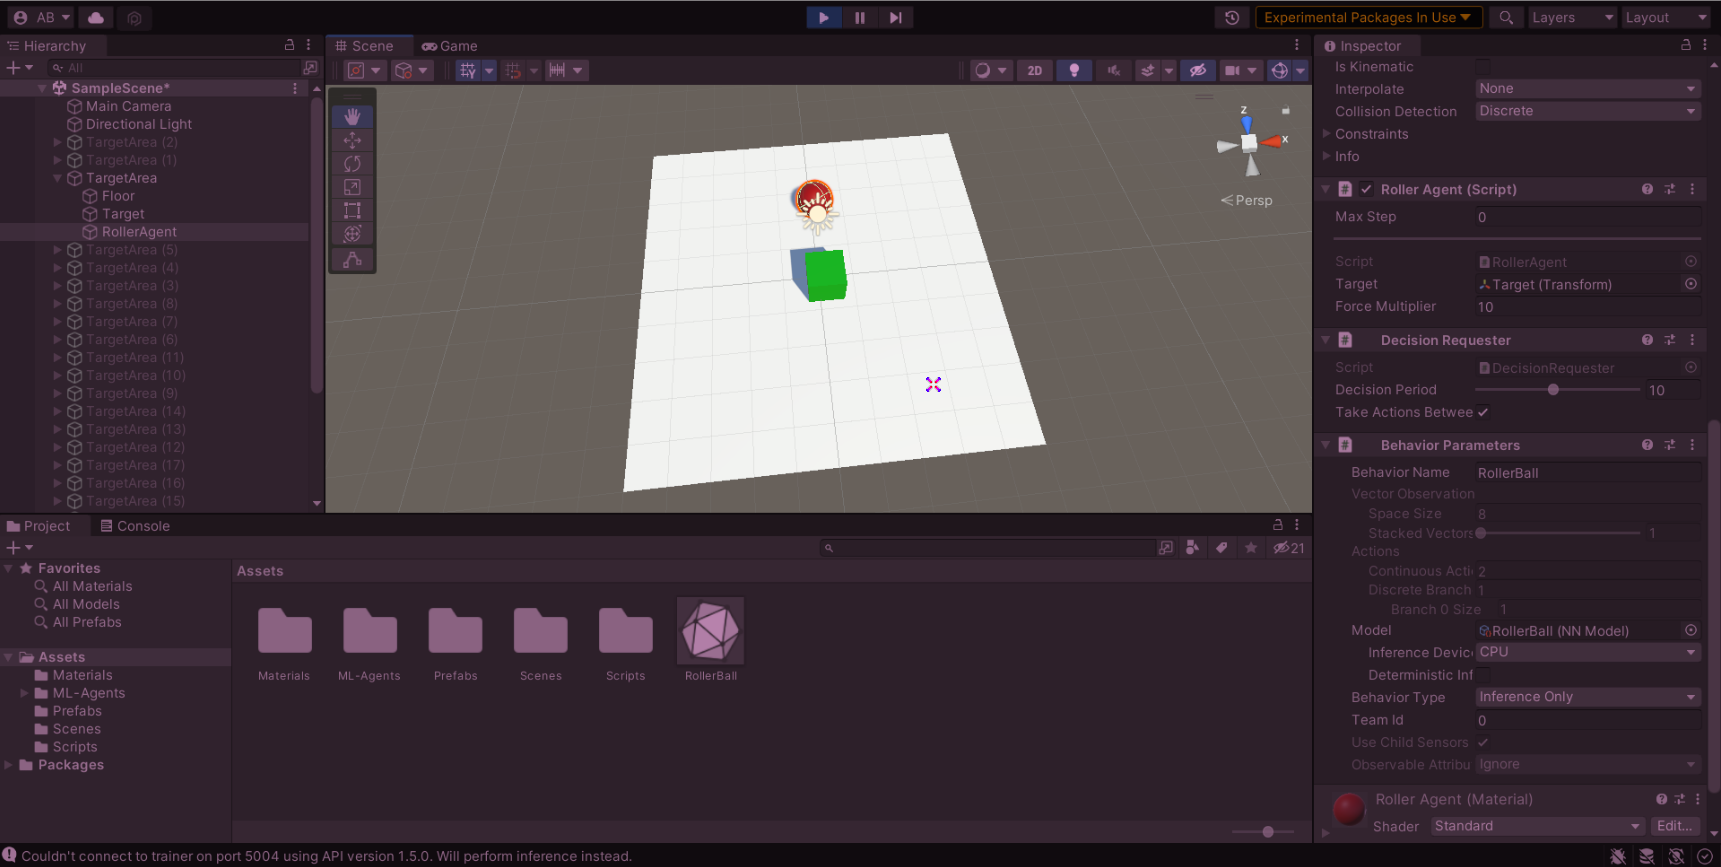 AB
Experimental Packages In Use
Layers
Layout
Hierarchy
All
SampleScene*
Main Camera
Directional Light
TargetArea (2)
TargetArea (1)
TargetArea
Floor
Target
RollerAgent
TargetArea (5)
TargetArea (4)
TargetArea (3)
TargetArea (8)
TargetArea (7)
TargetArea (6)
TargetArea (11)
TargetArea (10)
TargetArea (9)
TargetArea (14)
TargetArea (13)
TargetArea (12)
TargetArea (17)
TargetArea (16)
TargetArea (15)
Scene
Game
2D
z
x
Persp
Inspector
Is Kinematic
Interpolate None
Collision Detection Discrete
Constraints
Info
Roller Agent (Script)
Max Step 0
Script RollerAgent
Target Target (Transform)
Force Multiplier 10
Decision Requester
Script DecisionRequester
Decision Period 10
Take Actions Betwee
Behavior Parameters
Behavior Name RollerBall
Vector Observation
Space Size 8
Stacked Vectors 1
Actions
Continuous Acti 2
Discrete Branch 1
Branch 0 Size 1
Model RollerBall (NN Model)
Inference Devic CPU
Deterministic Inf
Behavior Type Inference Only
Team Id 0
Use Child Sensors
Observable Attribu Ignore
Roller Agent (Material)
Shader Standard Edit...
Project
Console
21
Favorites
All Materials
All Models
All Prefabs
Assets
Materials
ML-Agents
Prefabs
Scenes
Scripts
Packages
Assets
Materials
ML-Agents
Prefabs
Scenes
Scripts
RollerBall
Couldn't connect to trainer on port 5004 using API version 1.5.0. Will perform inference instead.